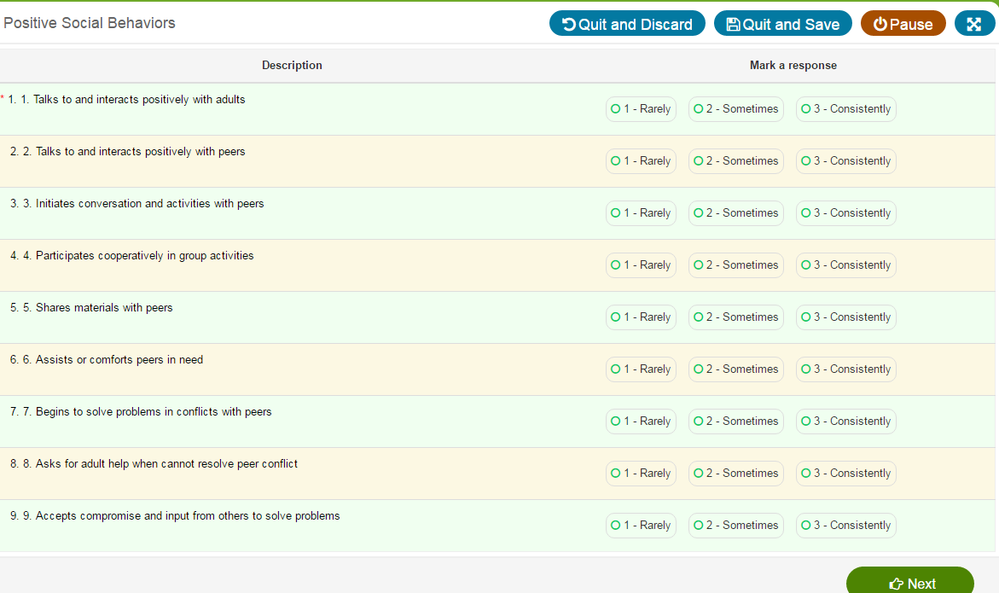 Positive Social Behaviors
Quit and Discard
Quit and Save
Pause
Description
Mark a response
* 1. 1. Talks to and interacts positively with adults
1 - Rarely 2 - Sometimes 3 - Consistently
2. 2. Talks to and interacts positively with peers
1 - Rarely 2 - Sometimes 3 - Consistently
3. 3. Initiates conversation and activities with peers
1 - Rarely 2 - Sometimes 3 - Consistently
4. 4. Participates cooperatively in group activities
1 - Rarely 2 - Sometimes 3 - Consistently
5. 5. Shares materials with peers
1 - Rarely 2 - Sometimes 3 - Consistently
6. 6. Assists or comforts peers in need
1 - Rarely 2 - Sometimes 3 - Consistently
7. 7. Begins to solve problems in conflicts with peers
1 - Rarely 2 - Sometimes 3 - Consistently
8. 8. Asks for adult help when cannot resolve peer conflict
1 - Rarely 2 - Sometimes 3 - Consistently
9. 9. Accepts compromise and input from others to solve problems
1 - Rarely 2 - Sometimes 3 - Consistently
Next